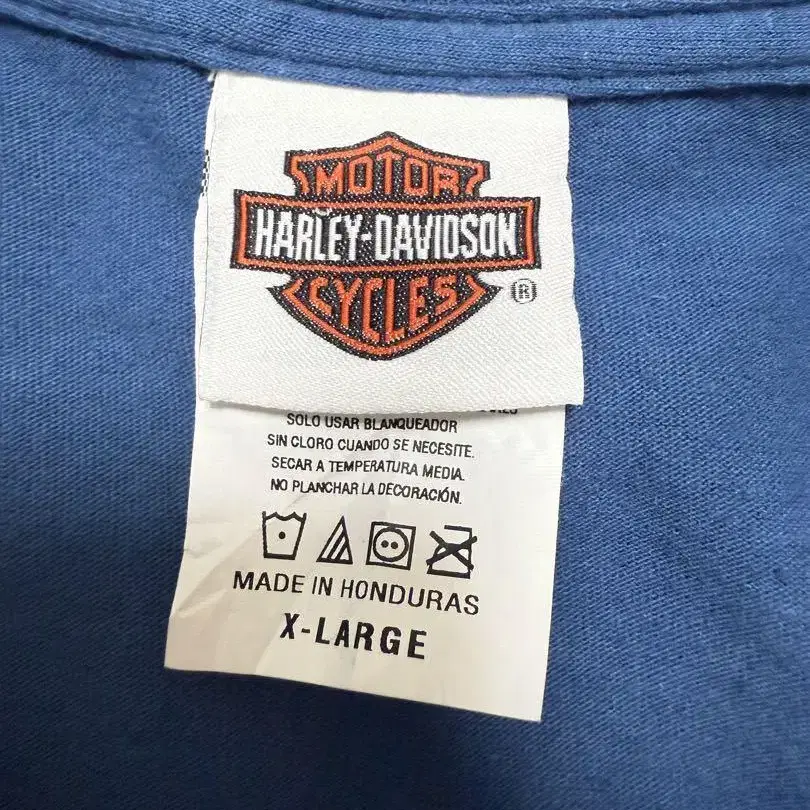 MOTOR
HARLEY-DAVIDSON
CYCLES
®
SOLO USAR BLANQUEADOR
SIN CLORO CUANDO SE NECESITE.
SECAR A TEMPERATURA MEDIA.
NO PLANCHAR LA DECORACIÓN.
MADE IN HONDURAS
X-LARGE